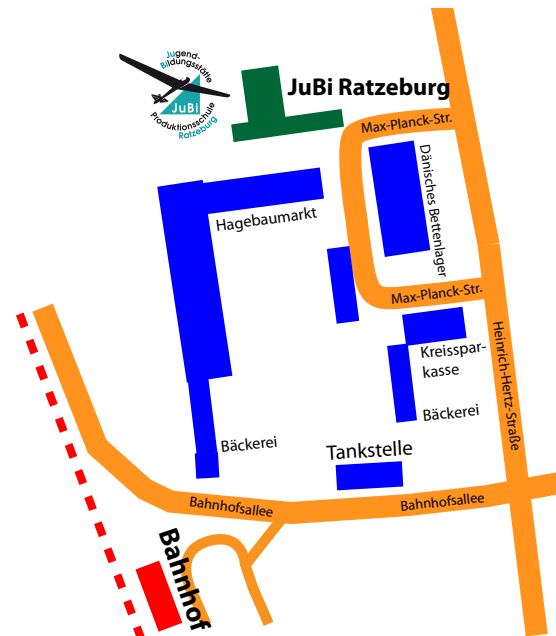 Jugend-
Bildungsstätte
JuBi
Produktionsschule
Ratzeburg
JuBi Ratzeburg
Max-Planck-Str.
Dänisches Bettenlager
Hagebaumarkt
Max-Planck-Str.
Kreisspar-
kasse
Heinrich-Hertz-Straße
Bäckerei
Bäckerei
Tankstelle
Bahnhofsallee
Bahnhofsallee
Bahnhof